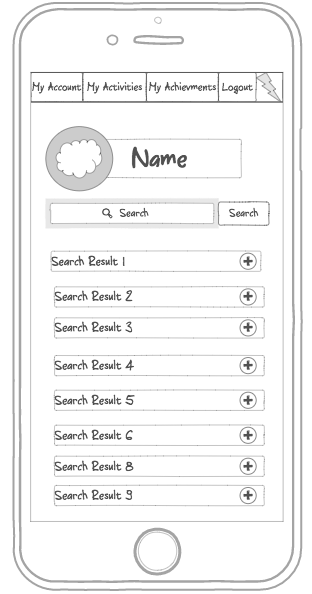 My Account My Activities My Achievments Logout
Name
Search Search
Search Result 1
Search Result 2
Search Result 3
Search Result 4
Search Result 5
Search Result 6
Search Result 8
Search Result 9